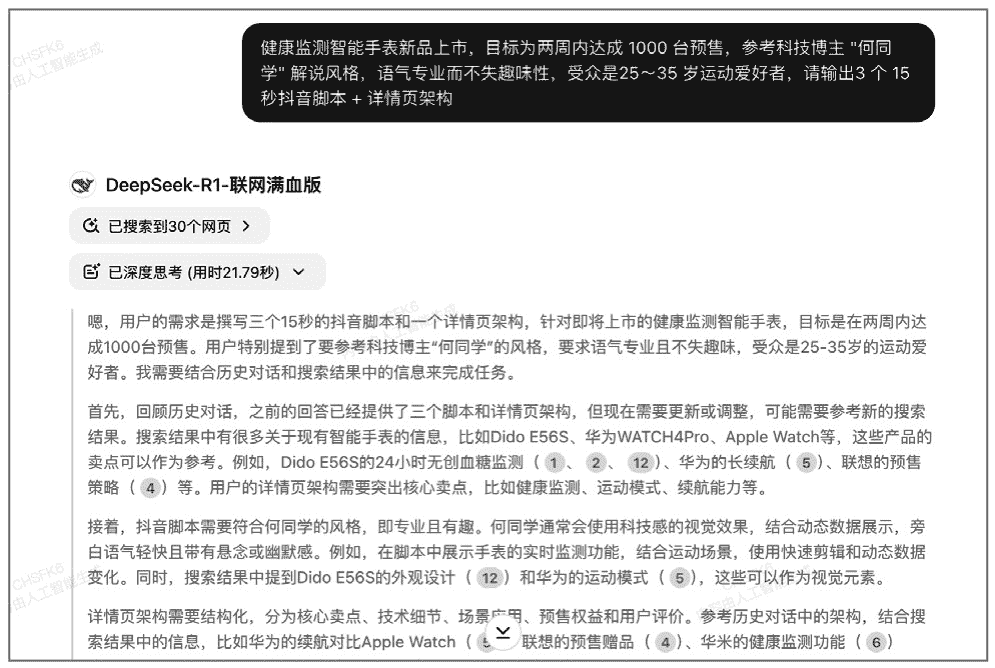 CHSFK6
由人工智能生成
健康监测智能手表新品上市，目标为两周内达成 1000 台预售，参考科技博主 "何同
学" 解说风格，语气专业而不失趣味性，受众是25～35 岁运动爱好者，请输出3 个 15
秒抖音脚本 + 详情页架构
DeepSeek-R1-联网满血版
已搜索到30个网页
已深度思考 (用时21.79秒)
CHSFK6
由人工智能生成
嗯，用户的需求是撰写三个15秒的抖音脚本和一个详情页架构，针对即将上市的健康监测智能手表，目标是在两周内达
成1000台预售。用户特别提到了要参考科技博主“何同学”的风格，要求语气专业且不失趣味，受众是25-35岁的运动爱
好者。我需要结合历史对话和搜索结果中的信息来完成任务。
首先，回顾历史对话，之前的回答已经提供了三个脚本和详情页架构，但现在需要更新或调整，可能需要参考新的搜索
结果。搜索结果中有很多关于现有智能手表的信息，比如Dido E56S、华为WATCH4Pro、Apple Watch等，这些产品的
卖点可以作为参考。例如，Dido E56S的24小时无创血糖监测（ 1 、 2 、 12 ）、华为的长续航（ 5 ）、联想的预售
策略（ 4 ）等。用户的详情页架构需要突出核心卖点，比如健康监测、运动模式、续航能力等。
接着，抖音脚本需要符合何同学的风格，即专业且有趣。何同学通常会使用科技感的视觉效果，结合动态数据展示，旁
白语气轻快且带有悬念或幽默感。例如，在脚本中展示手表的实时监测功能，结合运动场景，使用快速剪辑和动态数据
变化。同时，搜索结果中提到Dido E56S的外观设计（ 12 ）和华为的运动模式（ 5 ），这些可以作为视觉元素。
CHSFK6
由人工智能生成
详情页架构需要结构化，分为核心卖点、技术细节、场景应用、预售权益和用户评价。参考历史对话中的架构，结合搜
索结果中的信息，比如华为的续航对比Apple Watch（ 5 联想的预售赠品（ 4 ）、华米的健康监测功能（ 6 ）